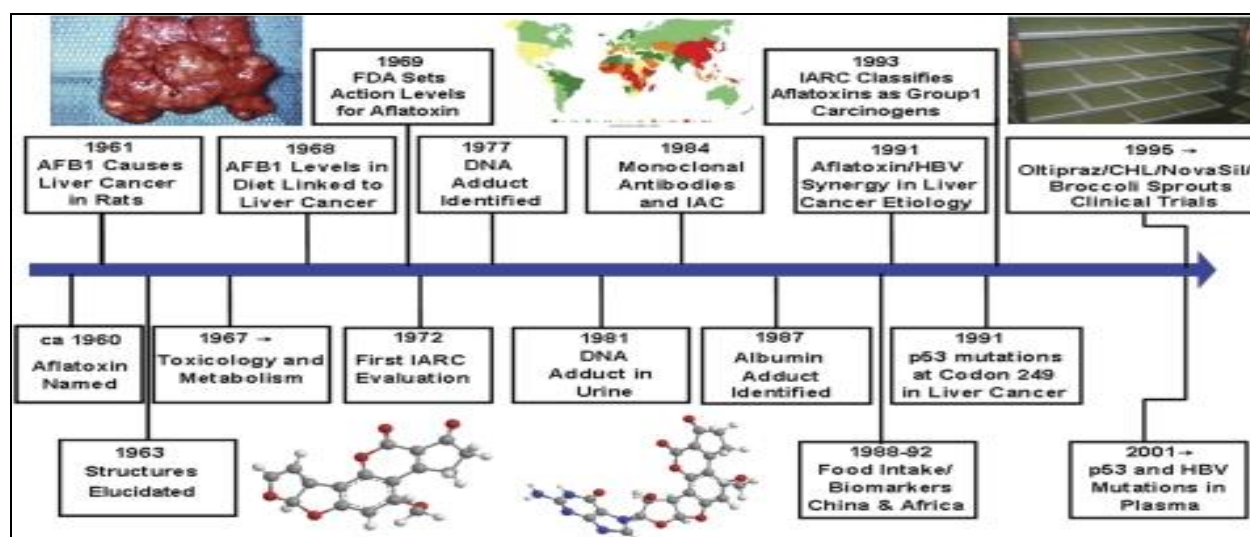 1969
FDA Sets
Action Levels
for Aflatoxin
1993
IARC Classifies
Aflatoxins as Group1
Carcinogens
1961
AFB1 Causes
Liver Cancer
in Rats
1968
AFB1 Levels in
Diet Linked to
Liver Cancer
1977
DNA
Adduct
Identified
1984
Monoclonal
Antibodies
and IAC
1991
Aflatoxin/HBV
Synergy in Liver
Cancer Etiology
1995 →
Oltipraz/CHL/NovaSil/
Broccoli Sprouts
Clinical Trials
ca 1960
Aflatoxin
Named
1967 →
Toxicology and
Metabolism
1972
First IARC
Evaluation
1981
DNA
Adduct in
Urine
1987
Albumin
Adduct
Identified
1991
p53 mutations
at Codon 249
in Liver Cancer
1963
Structures
Elucidated
1988-92
Food Intake/
Biomarkers
China & Africa
2001→
p53 and HBV
Mutations in
Plasma